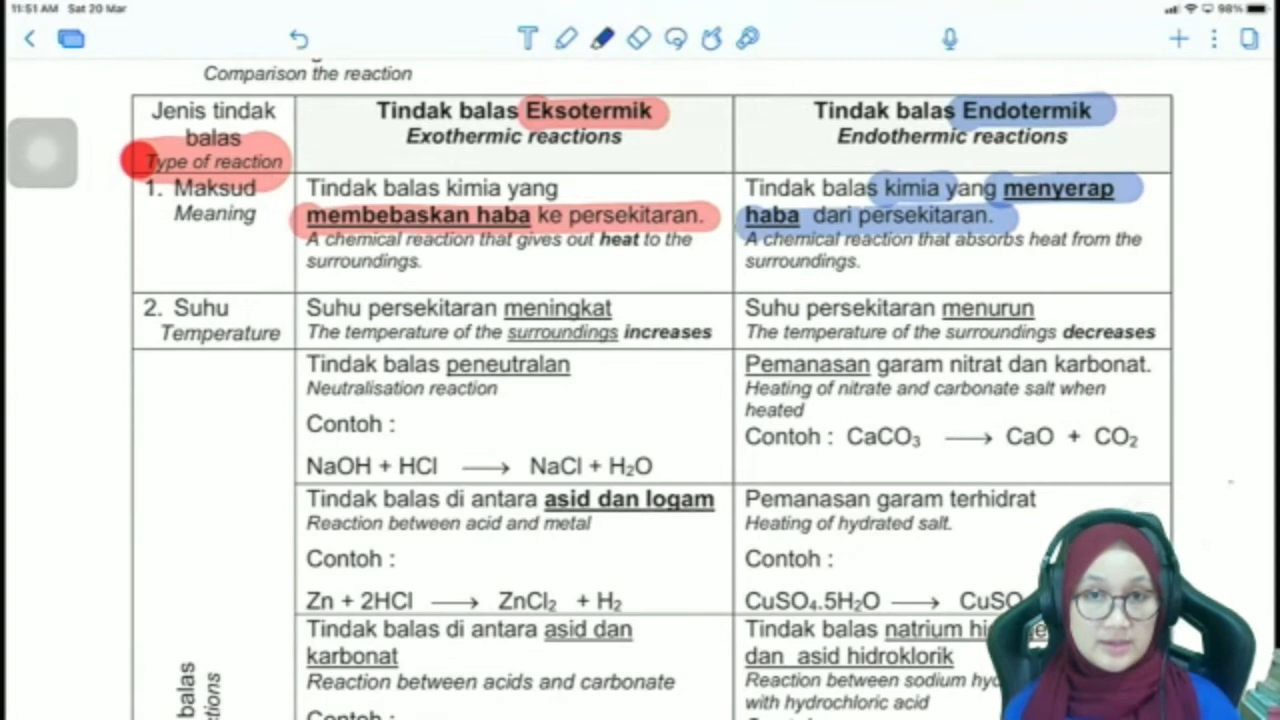 11:51 AM Sat 20 Mar
98%
Comparison the reaction
Jenis tindak
balas
Type of reaction
Tindak balas Eksotermik
Exothermic reactions
Tindak balas Endotermik
Endothermic reactions
1. Maksud
Meaning
Tindak balas kimia yang
membebaskan haba ke persekitaran.
A chemical reaction that gives out heat to the
surroundings.
Tindak balas kimia yang menyerap
haba dari persekitaran.
A chemical reaction that absorbs heat from the
surroundings.
2. Suhu
Temperature
Suhu persekitaran meningkat
The temperature of the surroundings increases
Suhu persekitaran menurun
The temperature of the surroundings decreases
Tindak balas peneutralan
Neutralisation reaction
Contoh :
NaOH + HCl ⟶ NaCl + H₂O
Pemanasan garam nitrat dan karbonat.
Heating of nitrate and carbonate salt when
heated
Contoh : CaCO₃ ⟶ CaO + CO₂
Tindak balas di antara asid dan logam
Reaction between acid and metal
Contoh :
Zn + 2HCl ⟶ ZnCl₂ + H₂
Pemanasan garam terhidrat
Heating of hydrated salt.
Contoh :
CuSO₄.5H₂O ⟶ CuSO
Tindak balas di antara asid dan
karbonat
Reaction between acids and carbonate
Tindak balas natrium
dan asid hidroklorik
Reaction between sodium
with hydrochloric acid
balas